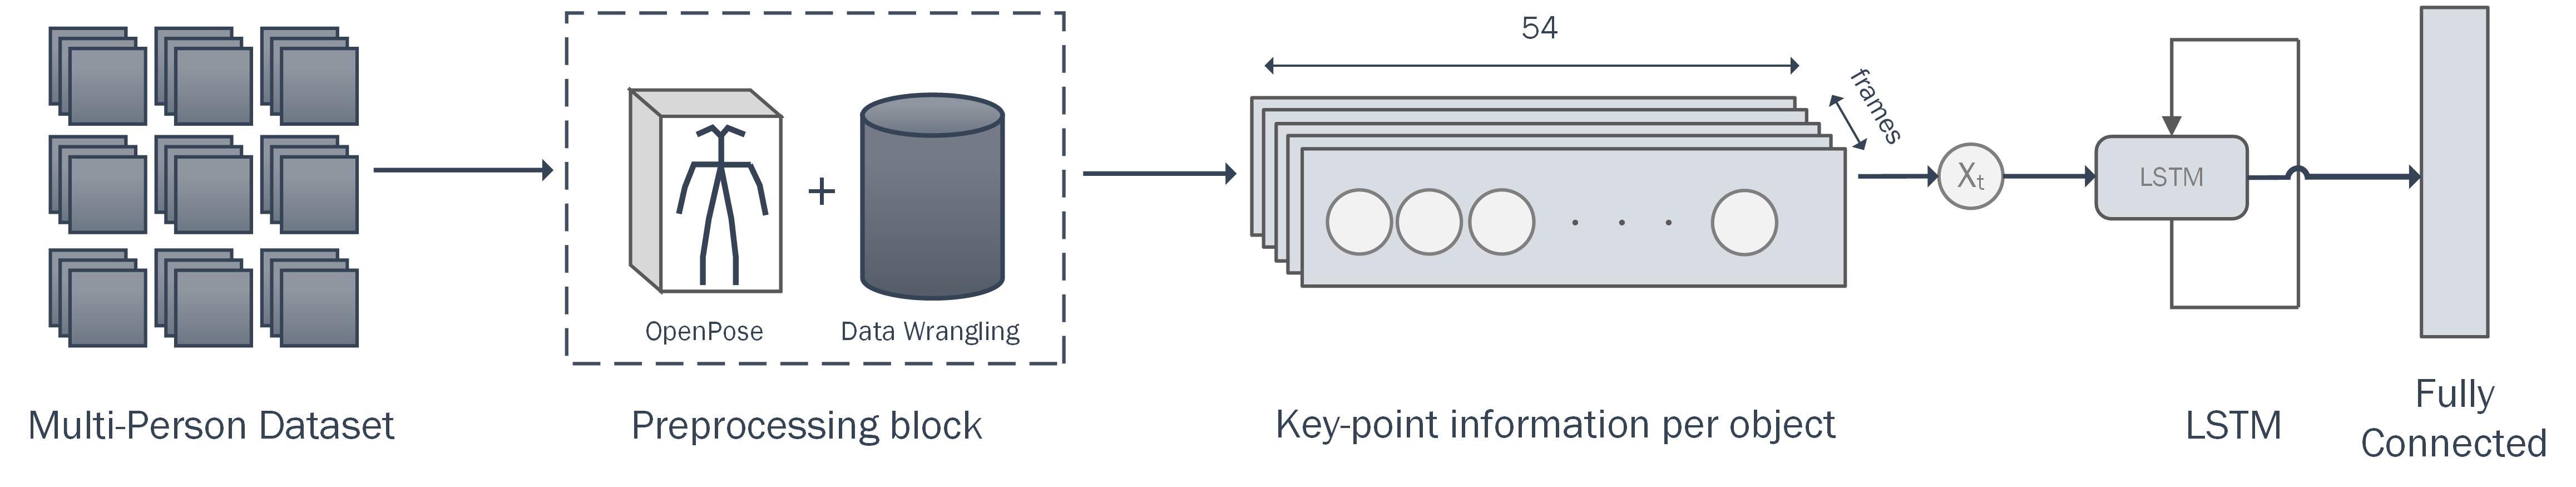 54
frames
+
X_t
LSTM
OpenPose
Data Wrangling
Multi-Person Dataset
Preprocessing block
Key-point information per object
LSTM
Fully
Connected